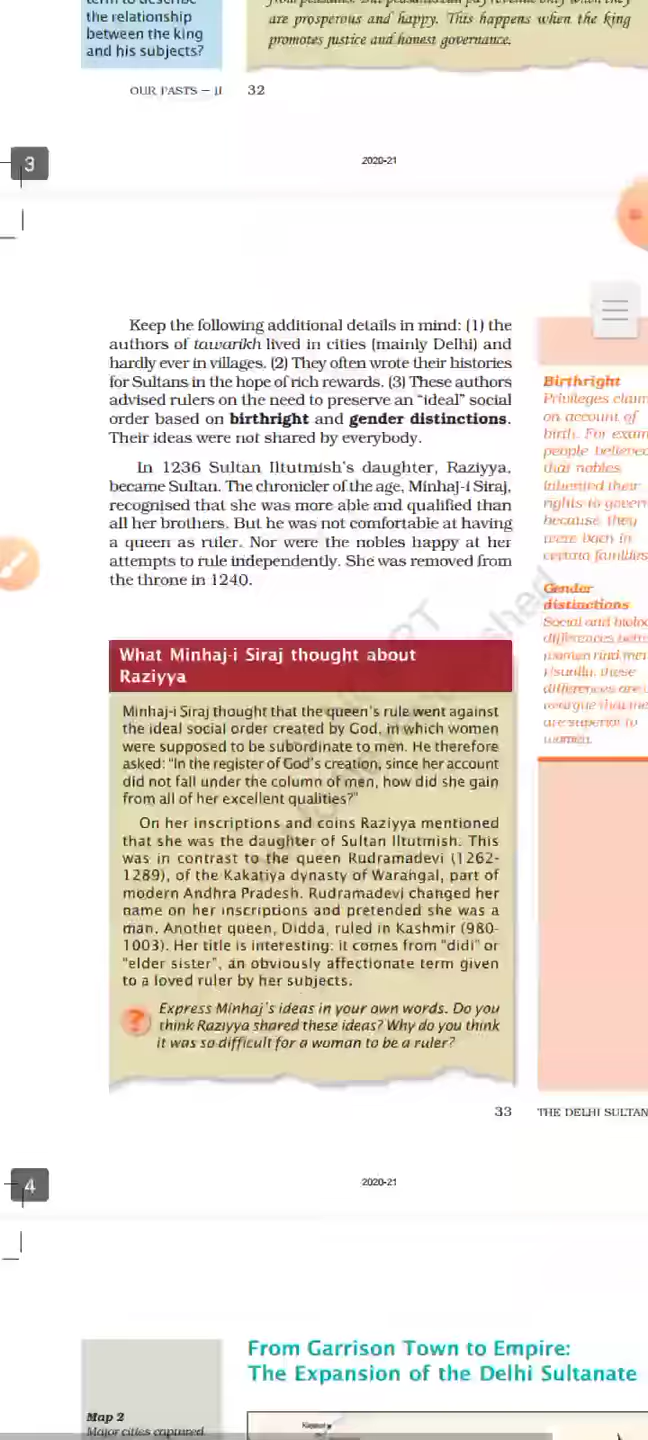 the relationship
between the king
and his subjects?
are prosperous and happy. This happens when the king
promotes justice and honest governance.
OUR PASTS – II 32
3
2020-21
Keep the following additional details in mind: (1) the
authors of tawarikh lived in cities (mainly Delhi) and
hardly ever in villages. (2) They often wrote their histories
for Sultans in the hope of rich rewards. (3) These authors
advised rulers on the need to preserve an “ideal” social
order based on birthright and gender distinctions.
Their ideas were not shared by everybody.
In 1236 Sultan Iltutmish’s daughter, Raziyya,
became Sultan. The chronicler of the age, Minhaj-i Siraj,
recognised that she was more able and qualified than
all her brothers. But he was not comfortable at having
a queen as ruler. Nor were the nobles happy at her
attempts to rule independently. She was removed from
the throne in 1240.
Birthright
Privileges
on account of
birth. For
people
that nobles
inherited their
rights to
because they
were born in
certain families
Gender
distinctions
Social and
differences
women and
Usually, these
differences are
argue that
are superior to
women.
What Minhaj-i Siraj thought about
Raziyya
Minhaj-i Siraj thought that the queen’s rule went against
the ideal social order created by God, in which women
were supposed to be subordinate to men. He therefore
asked: “In the register of God’s creation, since her account
did not fall under the column of men, how did she gain
from all of her excellent qualities?”
On her inscriptions and coins Raziyya mentioned
that she was the daughter of Sultan Iltutmish. This
was in contrast to the queen Rudramadevi (1262-
1289), of the Kakatiya dynasty of Warangal, part of
modern Andhra Pradesh. Rudramadevi changed her
name on her inscriptions and pretended she was a
man. Another queen, Didda, ruled in Kashmir (980-
1003). Her title is interesting: it comes from “didi” or
“elder sister”, an obviously affectionate term given
to a loved ruler by her subjects.
? Express Minhaj’s ideas in your own words. Do you
think Raziyya shared these ideas? Why do you think
it was so difficult for a woman to be a ruler?
33 THE DELHI SULTAN
4
2020-21
From Garrison Town to Empire:
The Expansion of the Delhi Sultanate
Map 2
Major cities captured